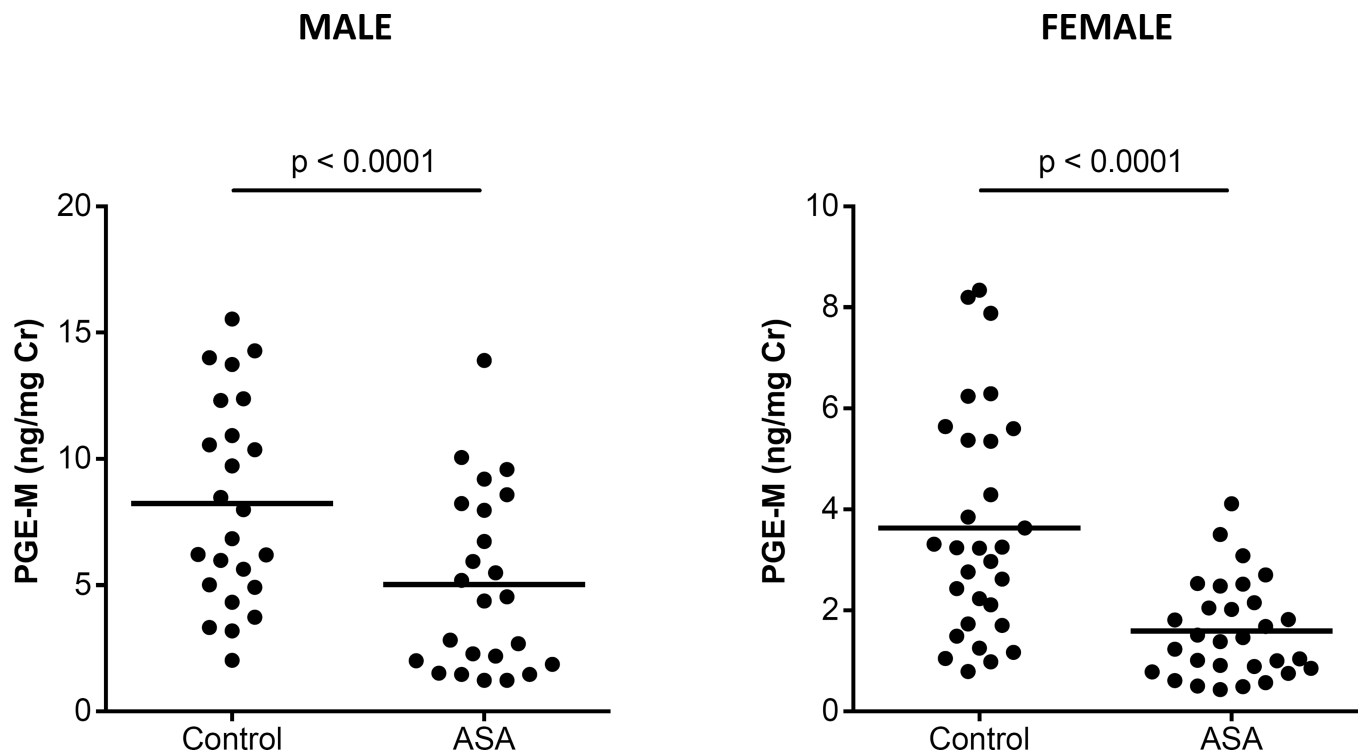 MALE
p < 0.0001
PGE-M (ng/mg Cr)
20
15
10
5
0
Control
ASA
FEMALE
p < 0.0001
PGE-M (ng/mg Cr)
10
8
6
4
2
0
Control
ASA